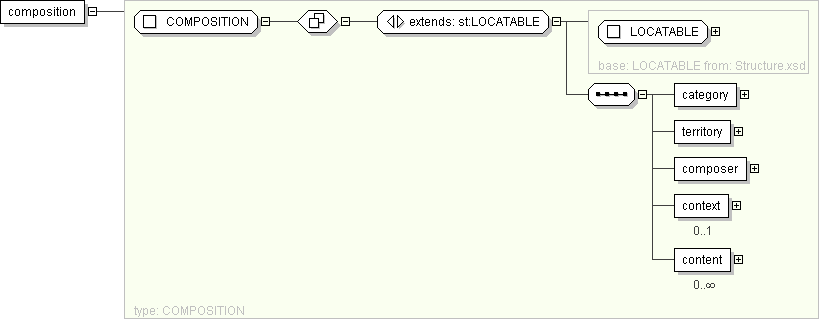 composition
COMPOSITION
extends: st:LOCATABLE
LOCATABLE
base: LOCATABLE from: Structure.xsd
category
territory
composer
context
0..1
content
0..∞
type: COMPOSITION